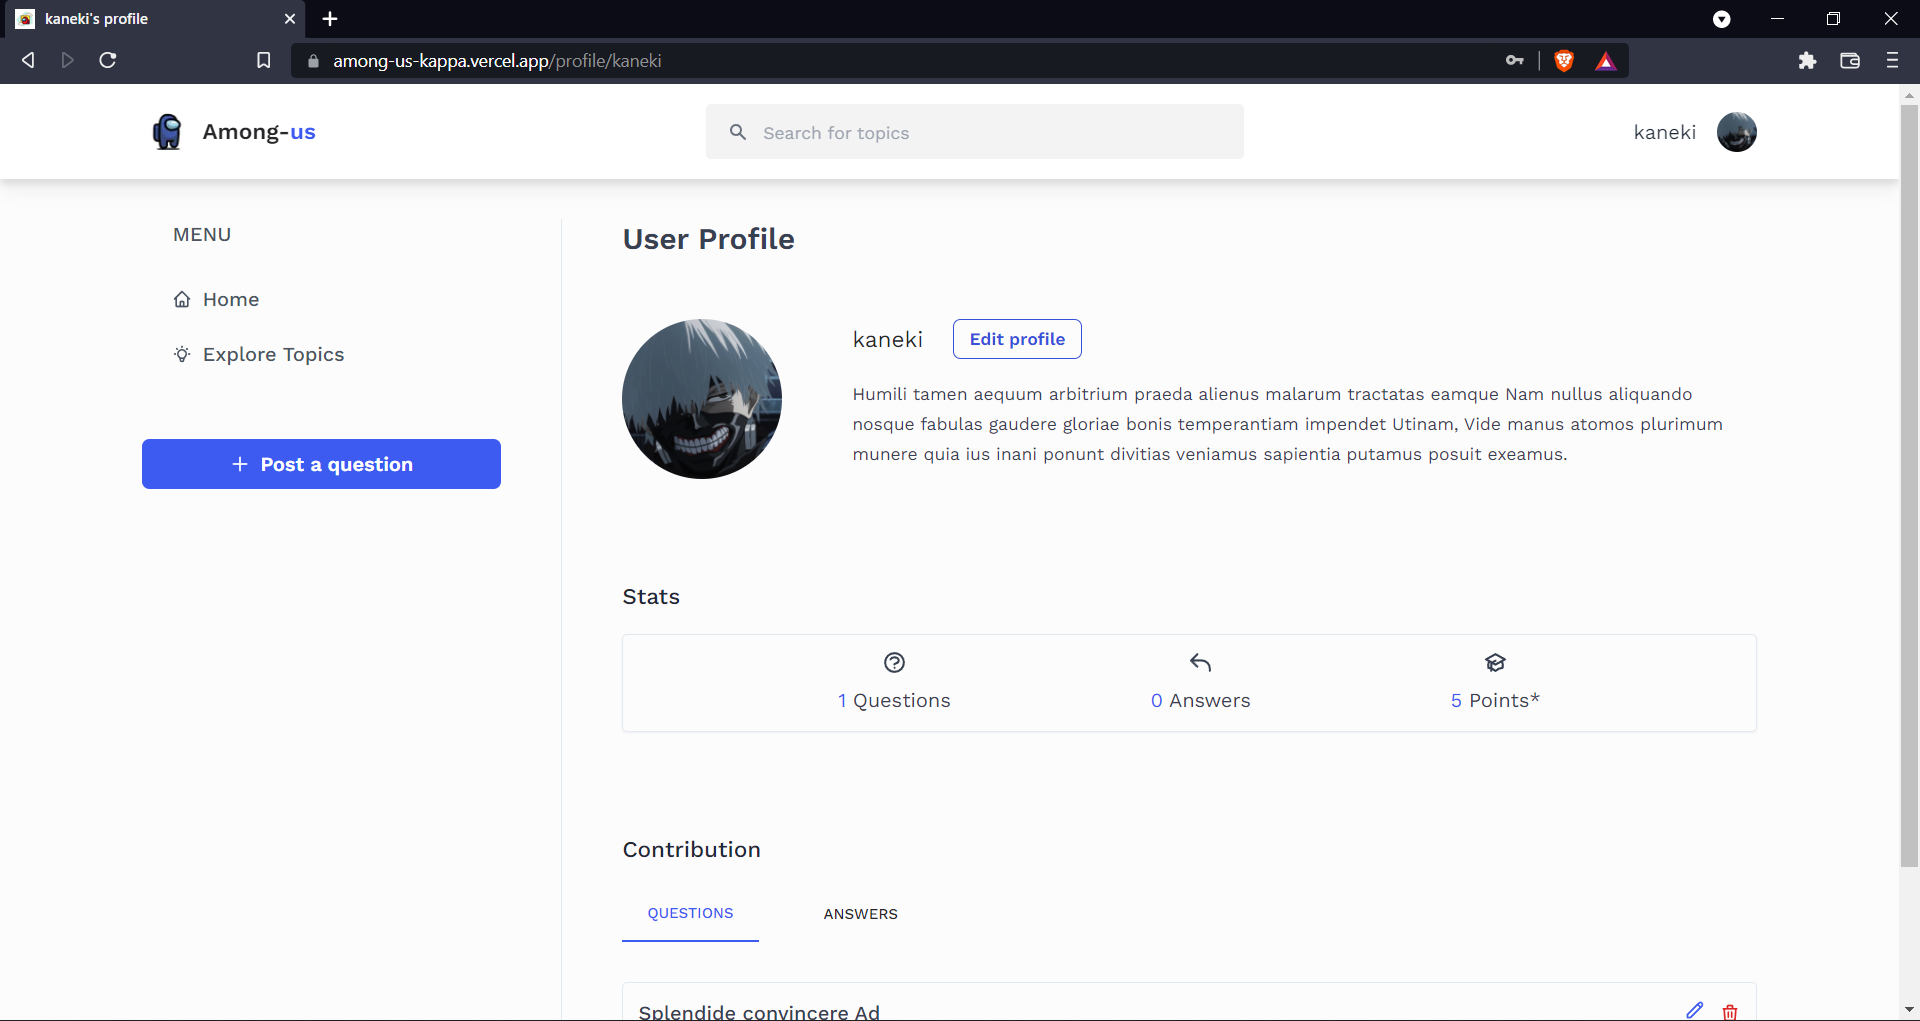 kaneki's profile
among-us-kappa.vercel.app/profile/kaneki
Among-us
Search for topics
kaneki
MENU
Home
Explore Topics
Post a question
User Profile
kaneki
Edit profile
Humili tamen aequum arbitrium praeda alienus malarum tractatas eamque Nam nullus aliquando
nosque fabulas gaudere gloriae bonis temperantiam impendet Utinam, Vide manus atomos plurimum
munere quia ius inani ponunt divitias veniamus sapientia putamus posuit exeamus.
Stats
1 Questions
0 Answers
5 Points*
Contribution
QUESTIONS
ANSWERS
Splendide convincere Ad